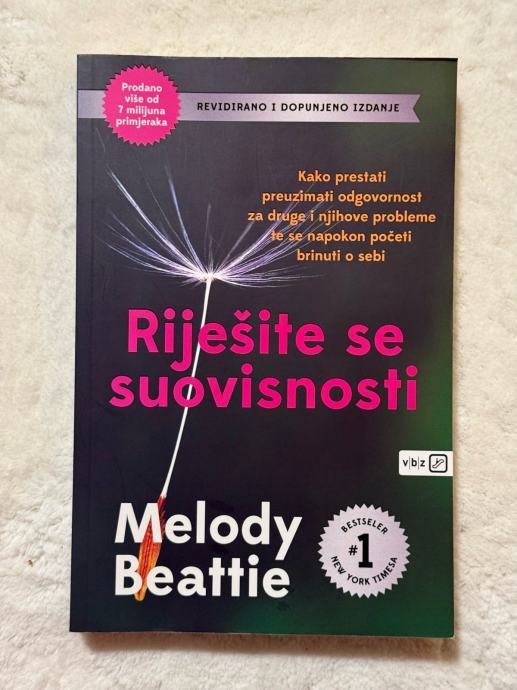 Prodano
više od
7 milijuna
primjeraka
REVIDIRANO I DOPUNJENO IZDANJE
Kako prestati
preuzimati odgovornost
za druge i njihove probleme
te se napokon početi
brinuti o sebi
Riješite se
suovisnosti
v|b|z
Melody
Beattie
BESTSELER
#1
NEW YORK TIMESA